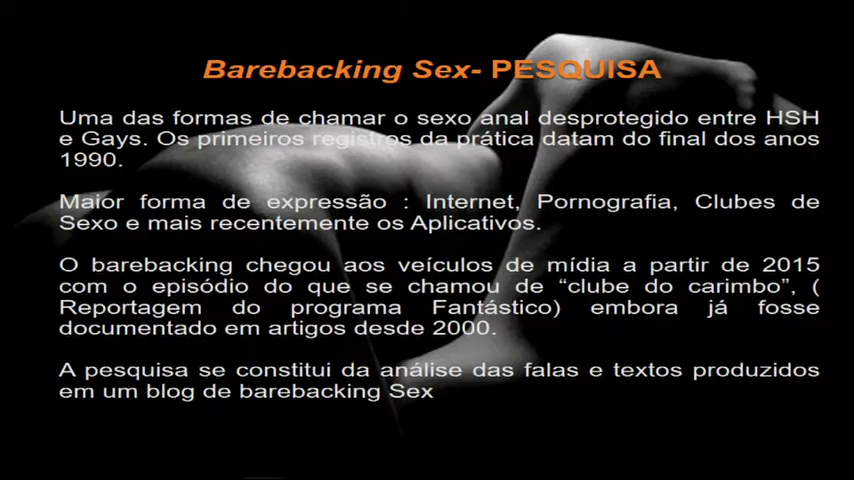 Barebacking Sex- PESQUISA
Uma das formas de chamar o sexo anal desprotegido entre HSH
e Gays. Os primeiros registros da prática datam do final dos anos
1990.
Maior forma de expressão : Internet, Pornografia, Clubes de
Sexo e mais recentemente os Aplicativos.
O barebacking chegou aos veículos de mídia a partir de 2015
com o episódio do que se chamou de “clube do carimbo”, (
Reportagem do programa Fantástico) embora já fosse
documentado em artigos desde 2000.
A pesquisa se constitui da análise das falas e textos produzidos
em um blog de barebacking Sex